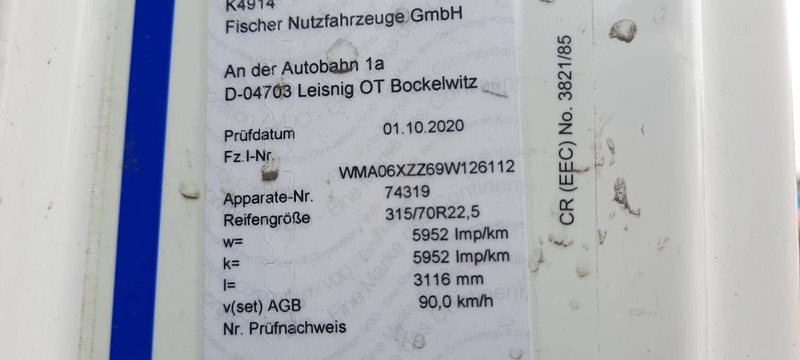 K4914
Fischer Nutzfahrzeuge GmbH
An der Autobahn 1a
D-04703 Leisnig OT Bockelwitz
Prüfdatum 01.10.2020
Fz.I-Nr.
WMA06XZZ69W126112
Apparate-Nr. 74319
Reifengröße 315/70R22,5
w= 5952 Imp/km
k= 5952 Imp/km
l= 3116 mm
v(set) AGB 90,0 km/h
Nr. Prüfnachweis
CR (EEC) No. 3821/85